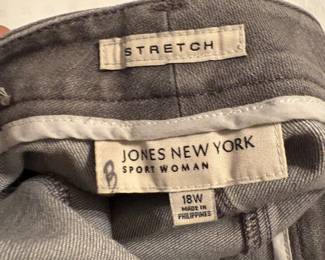 STRETCH
JONES NEW YORK
SPORT WOMAN
8
18W
MADE IN
PHILIPPINES